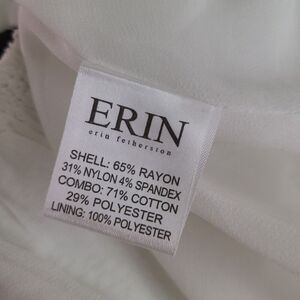 ERIN
erin fetherston
SHELL: 65% RAYON
31% NYLON 4% SPANDEX
COMBO: 71% COTTON
29% POLYESTER
LINING: 100% POLYESTER